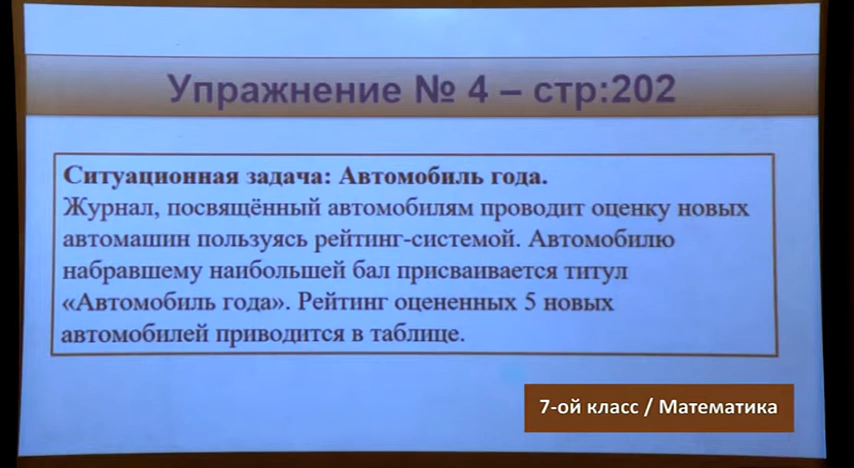 Упражнение № 4 – стр:202
Ситуационная задача: Автомобиль года.
Журнал, посвящённый автомобилям проводит оценку новых
автомашин пользуясь рейтинг-системой. Автомобилю
набравшему наибольшей бал присваивается титул
«Автомобиль года». Рейтинг оцененных 5 новых
автомобилей приводится в таблице.
7-ой класс / Математика